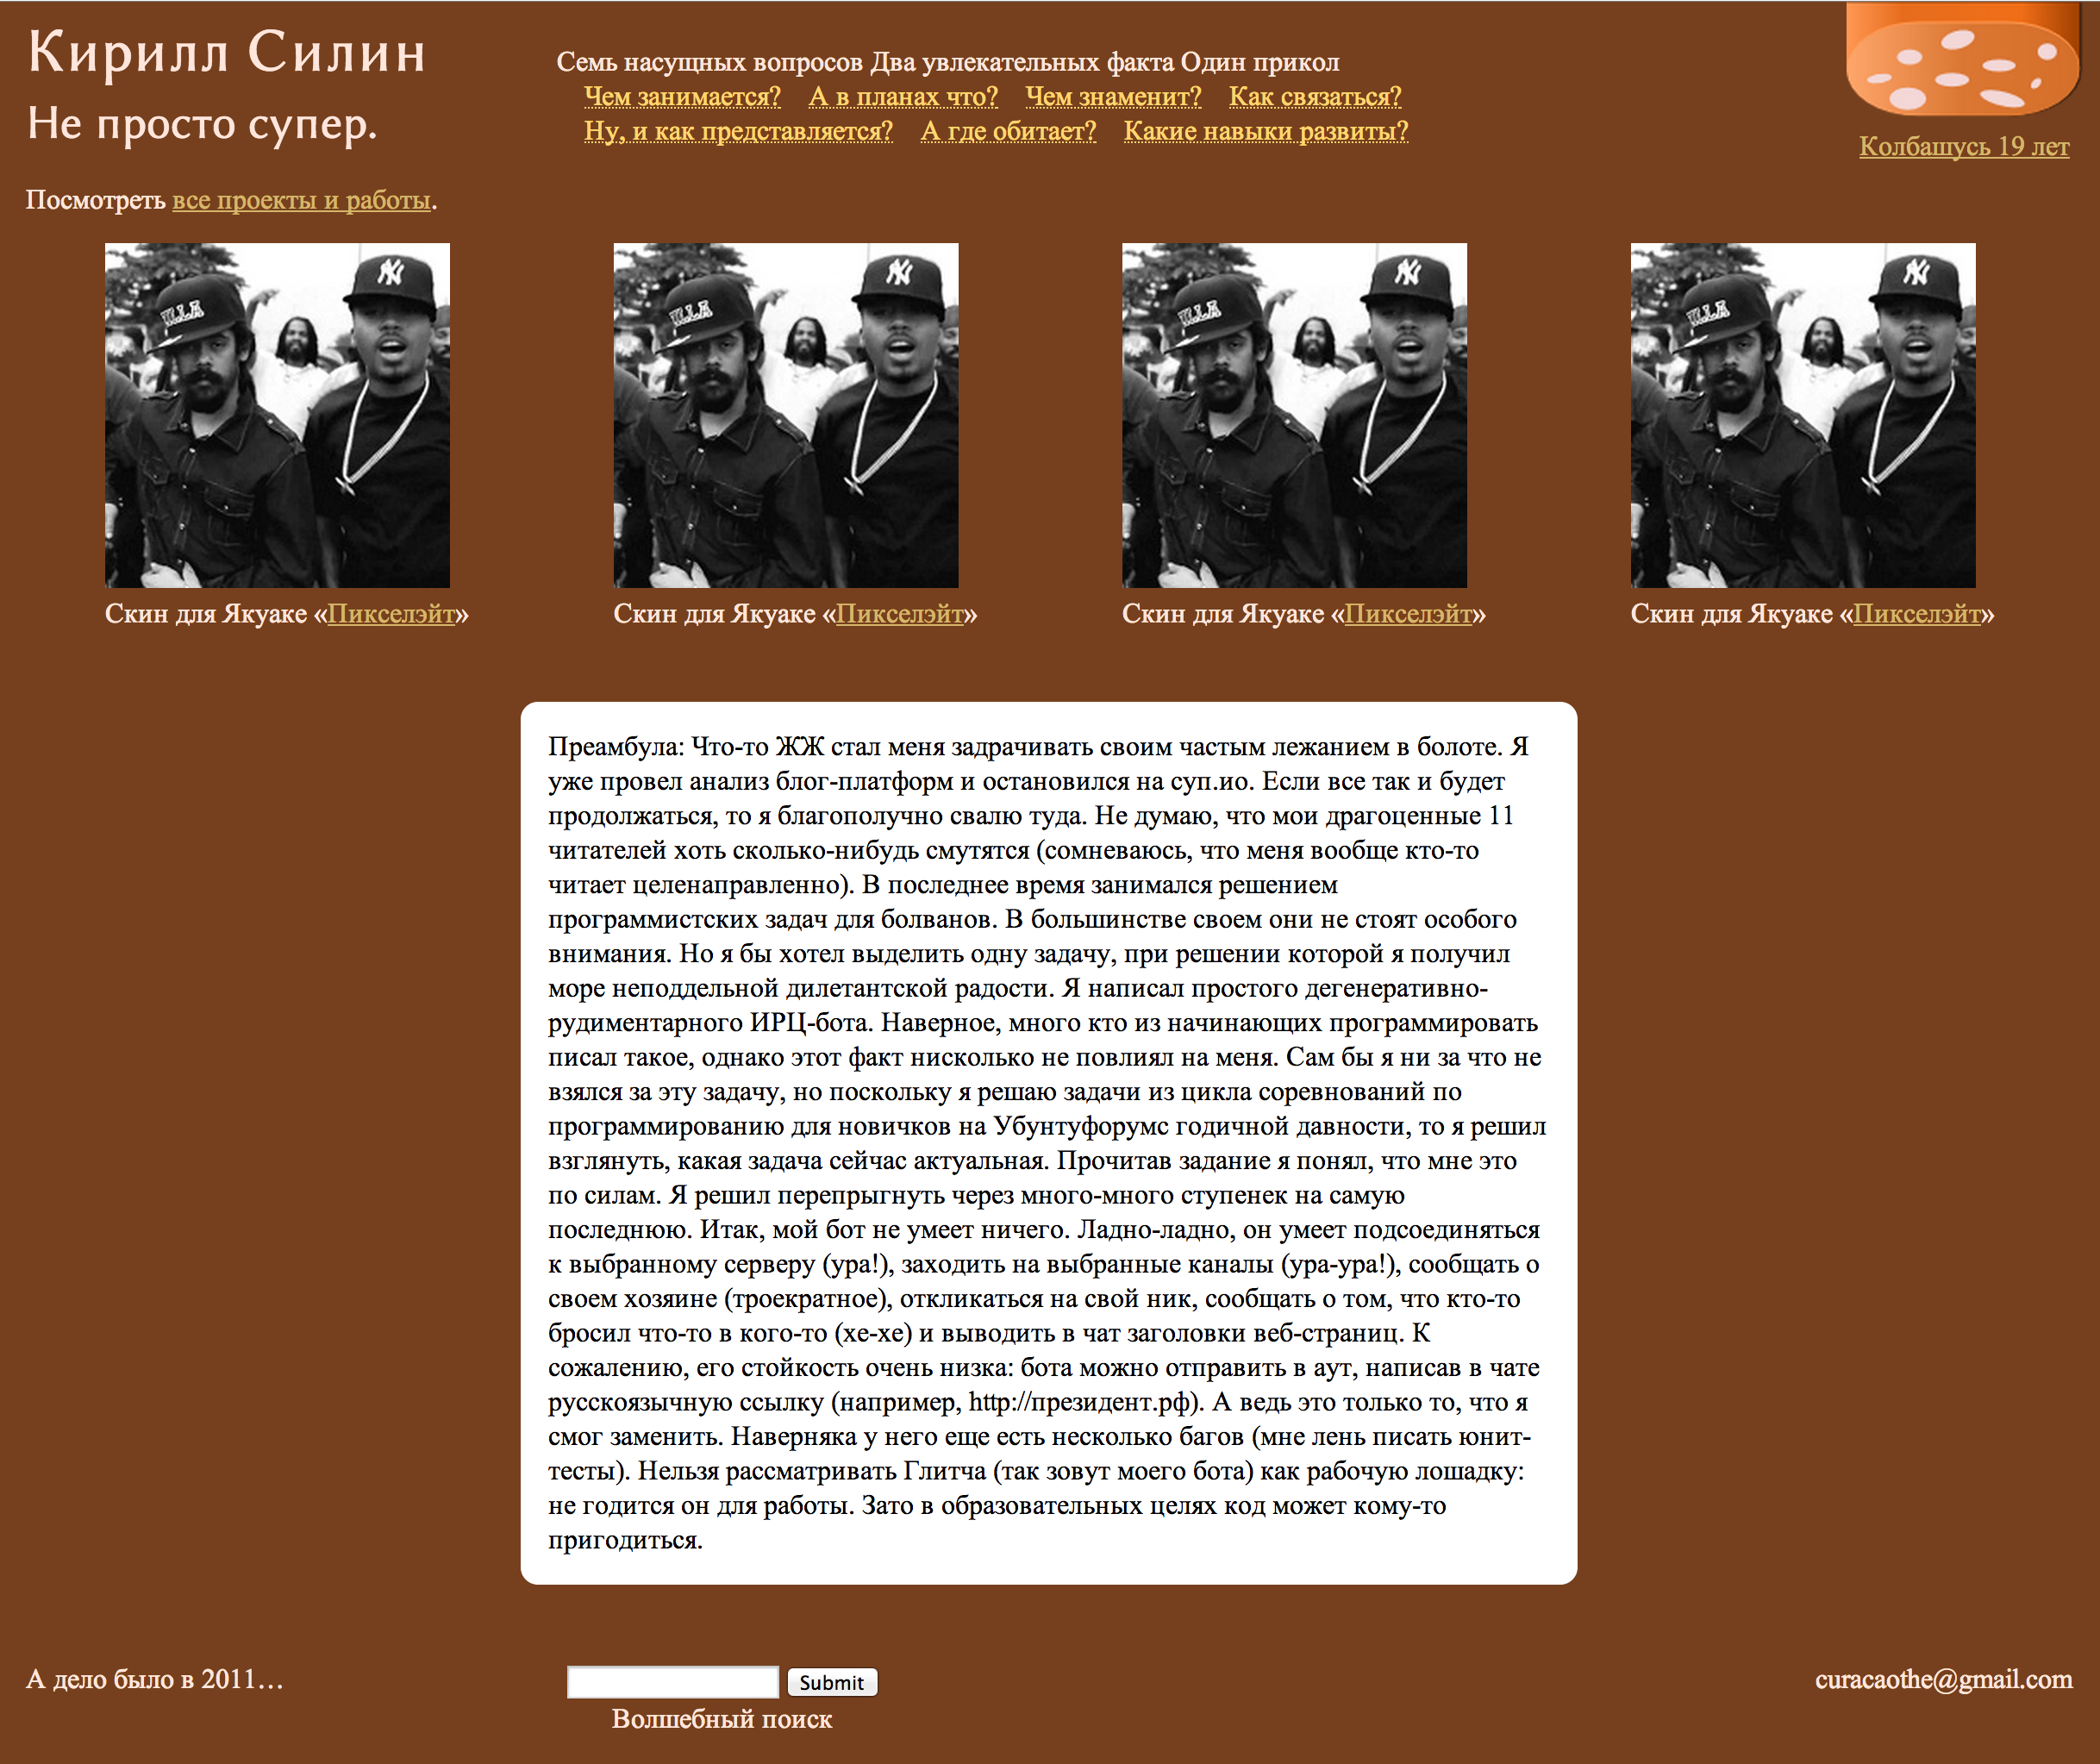 Кирилл Силин
Не просто супер.
Семь насущных вопросов Два увлекательных факта Один прикол
Чем занимается? А в планах что? Чем знаменит? Как связаться?
Ну, и как представляется? А где обитает? Какие навыки развиты?
Колбашусь 19 лет
Посмотреть все проекты и работы.
Скин для Якуаке «Пикселэйт»
Скин для Якуаке «Пикселэйт»
Скин для Якуаке «Пикселэйт»
Скин для Якуаке «Пикселэйт»
Преамбула: Что-то ЖЖ стал меня задрачивать своим частым лежанием в болоте. Я
уже провел анализ блог-платформ и остановился на суп.ио. Если все так и будет
продолжаться, то я благополучно свалю туда. Не думаю, что мои драгоценные 11
читателей хоть сколько-нибудь смутятся (сомневаюсь, что меня вообще кто-то
читает целенаправленно). В последнее время занимался решением
программистских задач для болванов. В большинстве своем они не стоят особого
внимания. Но я бы хотел выделить одну задачу, при решении которой я получил
море неподдельной дилетантской радости. Я написал простого дегенеративно-
рудиментарного ИРЦ-бота. Наверное, много кто из начинающих программировать
писал такое, однако этот факт нисколько не повлиял на меня. Сам бы я ни за что не
взялся за эту задачу, но поскольку я решаю задачи из цикла соревнований по
программированию для новичков на Убунтуфорумс годичной давности, то я решил
взглянуть, какая задача сейчас актуальная. Прочитав задание я понял, что мне это
по силам. Я решил перепрыгнуть через много-много ступенек на самую
последнюю. Итак, мой бот не умеет ничего. Ладно-ладно, он умеет подсоединяться
к выбранному серверу (ура!), заходить на выбранные каналы (ура-ура!), сообщать о
своем хозяине (троекратное), откликаться на свой ник, сообщать о том, что кто-то
бросил что-то в кого-то (хе-хе) и выводить в чат заголовки веб-страниц. К
сожалению, его стойкость очень низка: бота можно отправить в аут, написав в чате
русскоязычную ссылку (например, http://президент.рф). А ведь это только то, что я
смог заменить. Наверняка у него еще есть несколько багов (мне лень писать юнит-
тесты). Нельзя рассматривать Глитча (так зовут моего бота) как рабочую лошадку:
не годится он для работы. Зато в образовательных целях код может кому-то
пригодиться.
А дело было в 2011…
Submit
Волшебный поиск
curacaothe@gmail.com